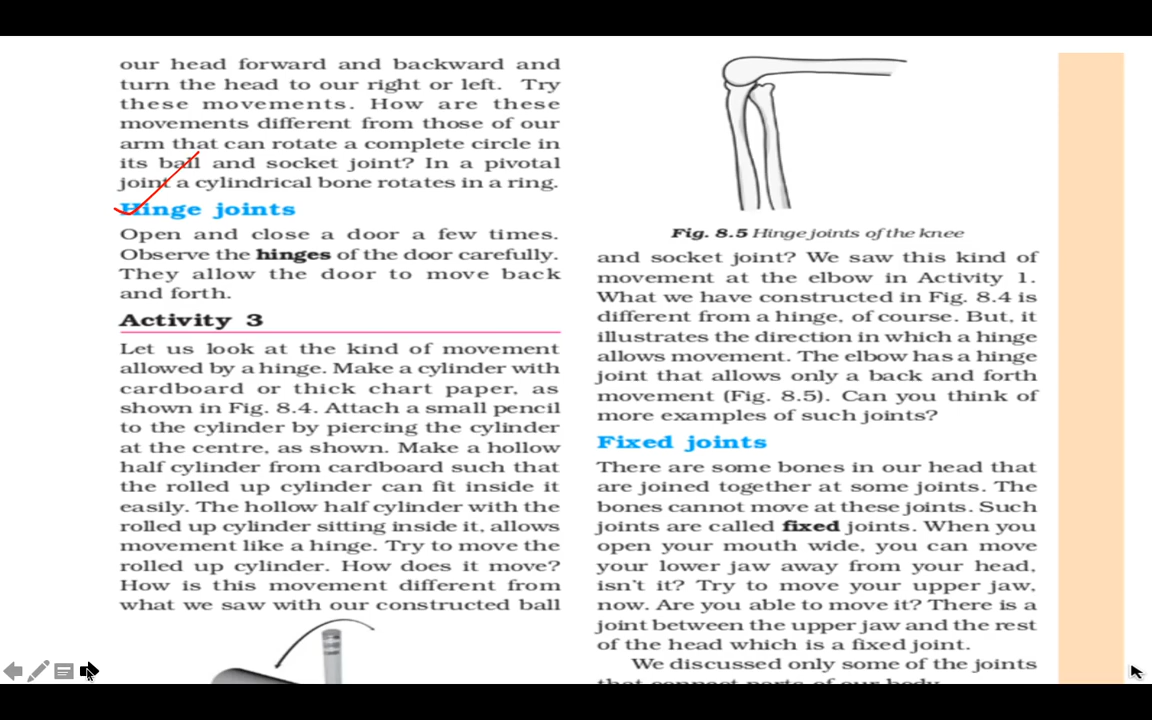 our head forward and backward and
turn the head to our right or left. Try
these movements. How are these
movements different from those of our
arm that can rotate a complete circle in
its ball and socket joint? In a pivotal
joint a cylindrical bone rotates in a ring.
Hinge joints
Open and close a door a few times.
Observe the hinges of the door carefully.
They allow the door to move back
and forth.
Activity 3
Let us look at the kind of movement
allowed by a hinge. Make a cylinder with
cardboard or thick chart paper, as
shown in Fig. 8.4. Attach a small pencil
to the cylinder by piercing the cylinder
at the centre, as shown. Make a hollow
half cylinder from cardboard such that
the rolled up cylinder can fit inside it
easily. The hollow half cylinder with the
rolled up cylinder sitting inside it, allows
movement like a hinge. Try to move the
rolled up cylinder. How does it move?
How is this movement different from
what we saw with our constructed ball
Fig. 8.5 Hinge joints of the knee
and socket joint? We saw this kind of
movement at the elbow in Activity 1.
What we have constructed in Fig. 8.4 is
different from a hinge, of course. But, it
illustrates the direction in which a hinge
allows movement. The elbow has a hinge
joint that allows only a back and forth
movement (Fig. 8.5). Can you think of
more examples of such joints?
Fixed joints
There are some bones in our head that
are joined together at some joints. The
bones cannot move at these joints. Such
joints are called fixed joints. When you
open your mouth wide, you can move
your lower jaw away from your head,
isn't it? Try to move your upper jaw,
now. Are you able to move it? There is a
joint between the upper jaw and the rest
of the head which is a fixed joint.
We discussed only some of the joints
that connect parts of our body.